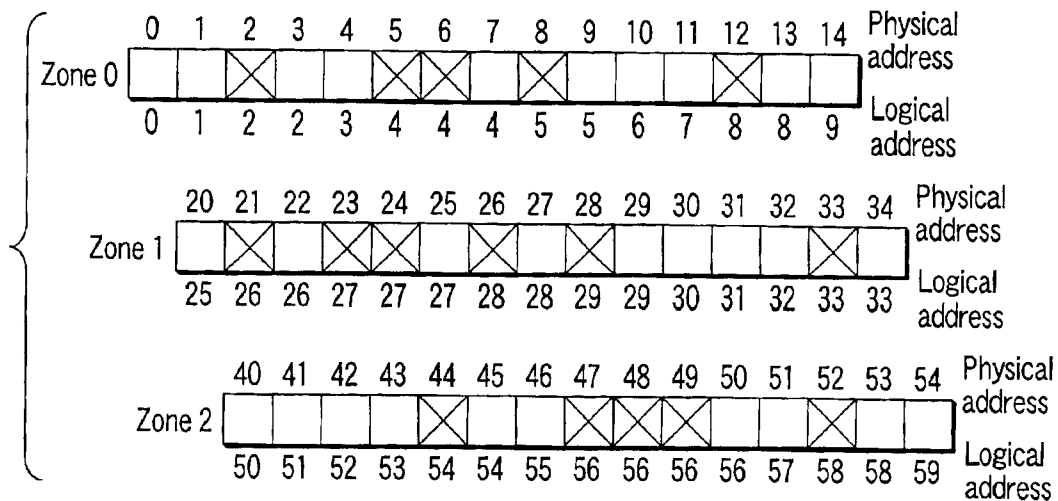 0 1 2 3 4 5 6 7 8 9 10 11 12 13 14 Physical address
Zone 0
0 1 2 2 3 4 4 4 5 5 6 7 8 8 9 Logical address
20 21 22 23 24 25 26 27 28 29 30 31 32 33 34 Physical address
Zone 1
25 26 26 27 27 27 28 28 29 29 30 31 32 33 33 Logical address
40 41 42 43 44 45 46 47 48 49 50 51 52 53 54 Physical address
Zone 2
50 51 52 53 54 54 55 56 56 56 56 57 58 58 59 Logical address